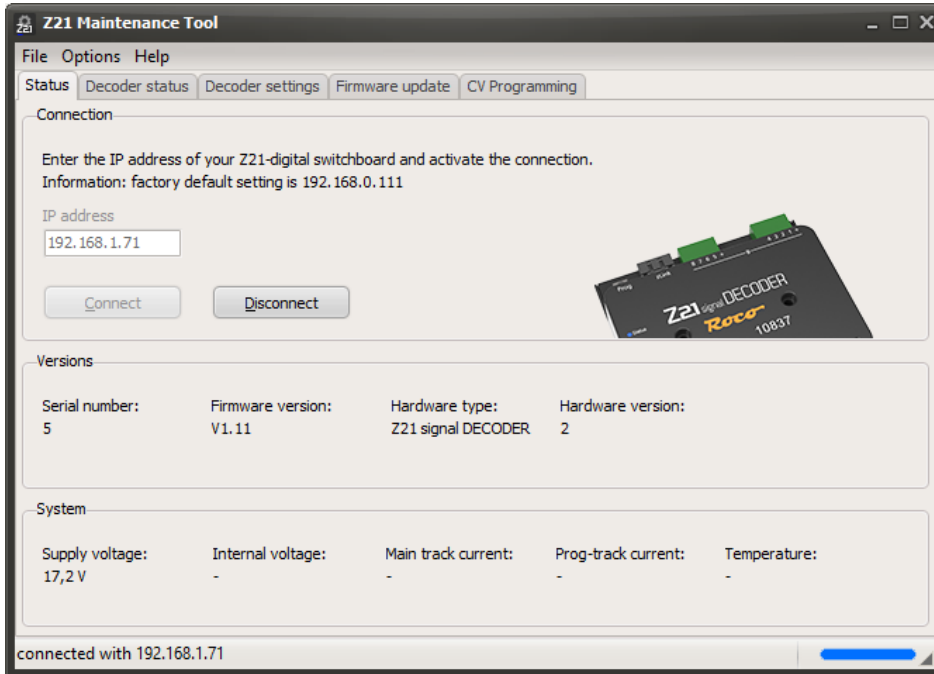 Z21 Maintenance Tool
File Options Help
Status Decoder status Decoder settings Firmware update CV Programming
Connection
Enter the IP address of your Z21-digital switchboard and activate the connection.
Information: factory default setting is 192.168.0.111
IP address
192.168.1.71
Connect Disconnect
Prog
Status
Z21 signal DECODER
Roco
10837
Versions
Serial number: Firmware version: Hardware type: Hardware version:
5 V1.11 Z21 signal DECODER 2
System
Supply voltage: Internal voltage: Main track current: Prog-track current: Temperature:
17,2 V - - - -
connected with 192.168.1.71